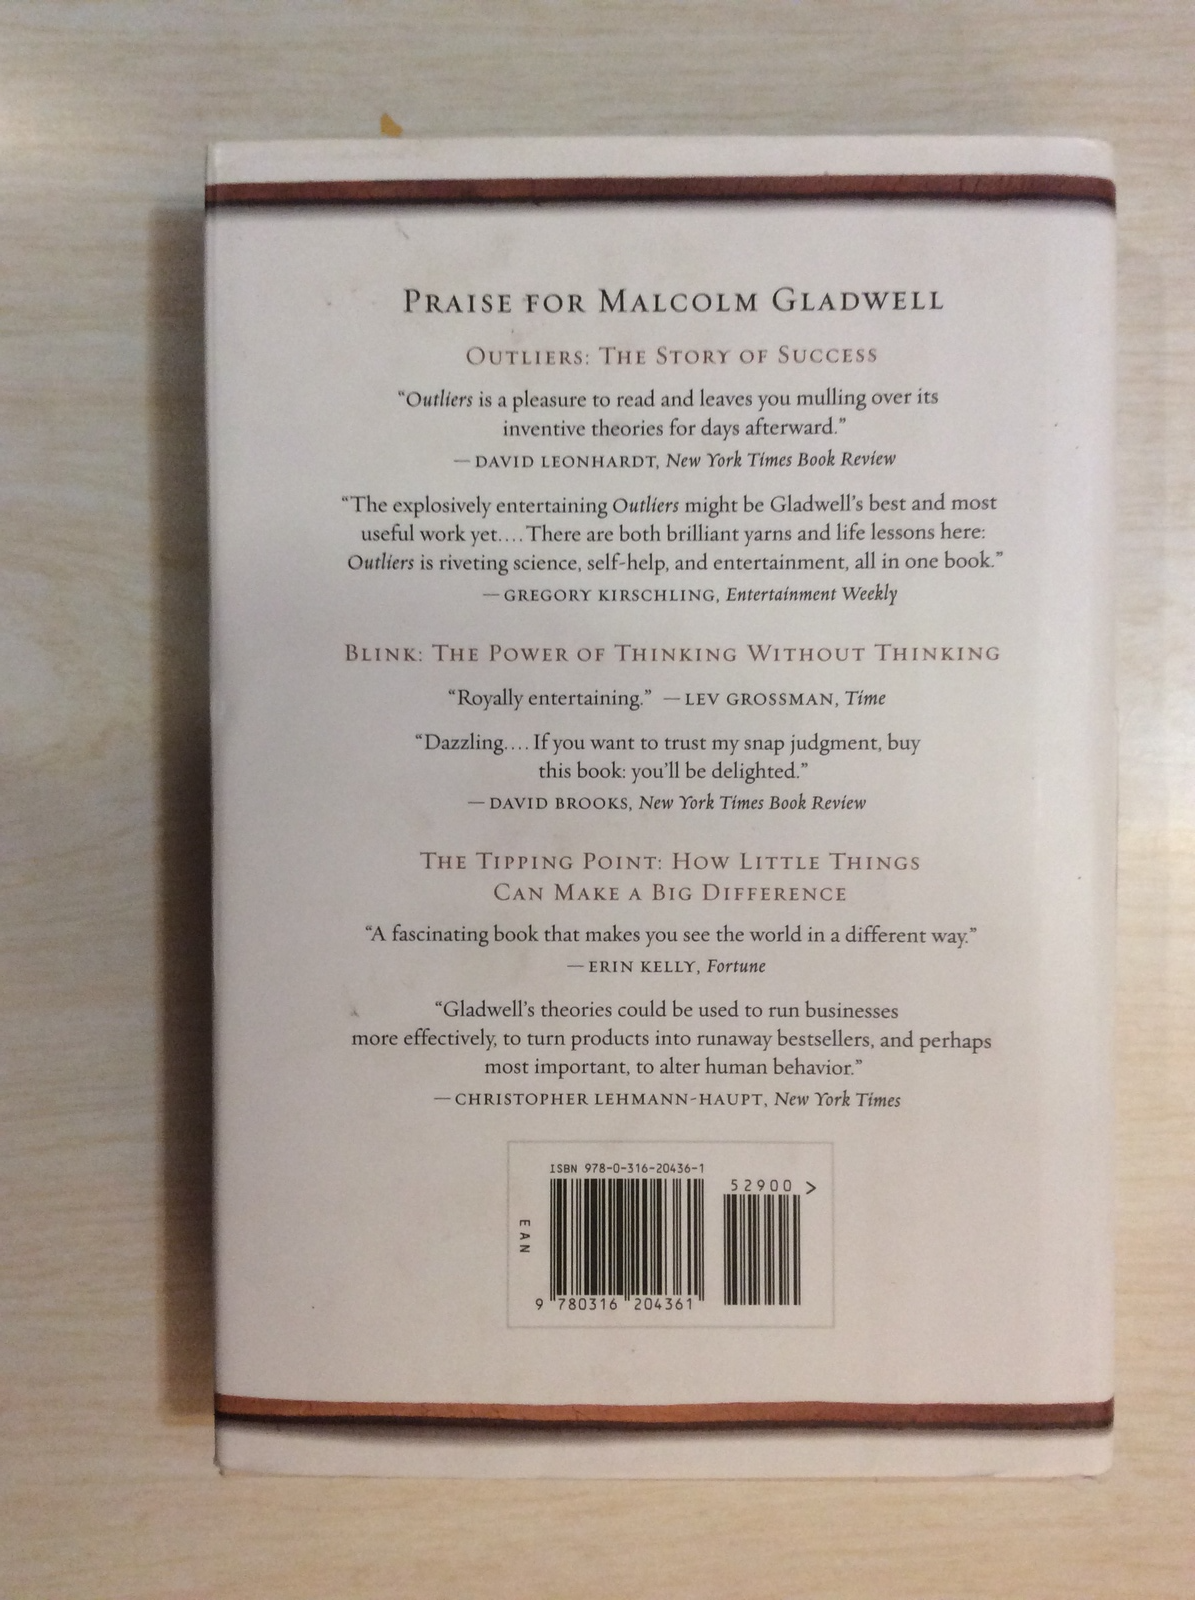 PRAISE FOR MALCOLM GLADWELL
OUTLIERS: THE STORY OF SUCCESS
“Outliers is a pleasure to read and leaves you mulling over its
inventive theories for days afterward.”
— DAVID LEONHARDT, New York Times Book Review
“The explosively entertaining Outliers might be Gladwell’s best and most
useful work yet.... There are both brilliant yarns and life lessons here:
Outliers is riveting science, self-help, and entertainment, all in one book.”
— GREGORY KIRSCHLING, Entertainment Weekly
BLINK: THE POWER OF THINKING WITHOUT THINKING
“Royally entertaining.” — LEV GROSSMAN, Time
“Dazzling.... If you want to trust my snap judgment, buy
this book: you’ll be delighted.”
— DAVID BROOKS, New York Times Book Review
THE TIPPING POINT: HOW LITTLE THINGS
CAN MAKE A BIG DIFFERENCE
“A fascinating book that makes you see the world in a different way.”
— ERIN KELLY, Fortune
“Gladwell’s theories could be used to run businesses
more effectively, to turn products into runaway bestsellers, and perhaps
most important, to alter human behavior.”
— CHRISTOPHER LEHMANN-HAUPT, New York Times
ISBN 978-0-316-20436-1
52900 >
EAN
9 780316 204361